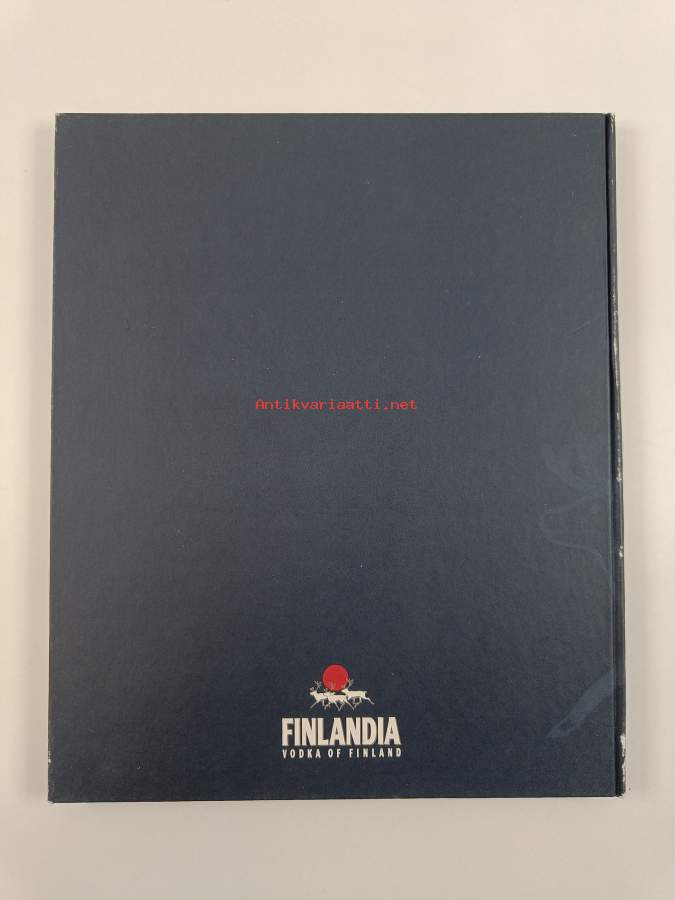 Antikvariaatti.net
FINLANDIA
VODKA OF FINLAND